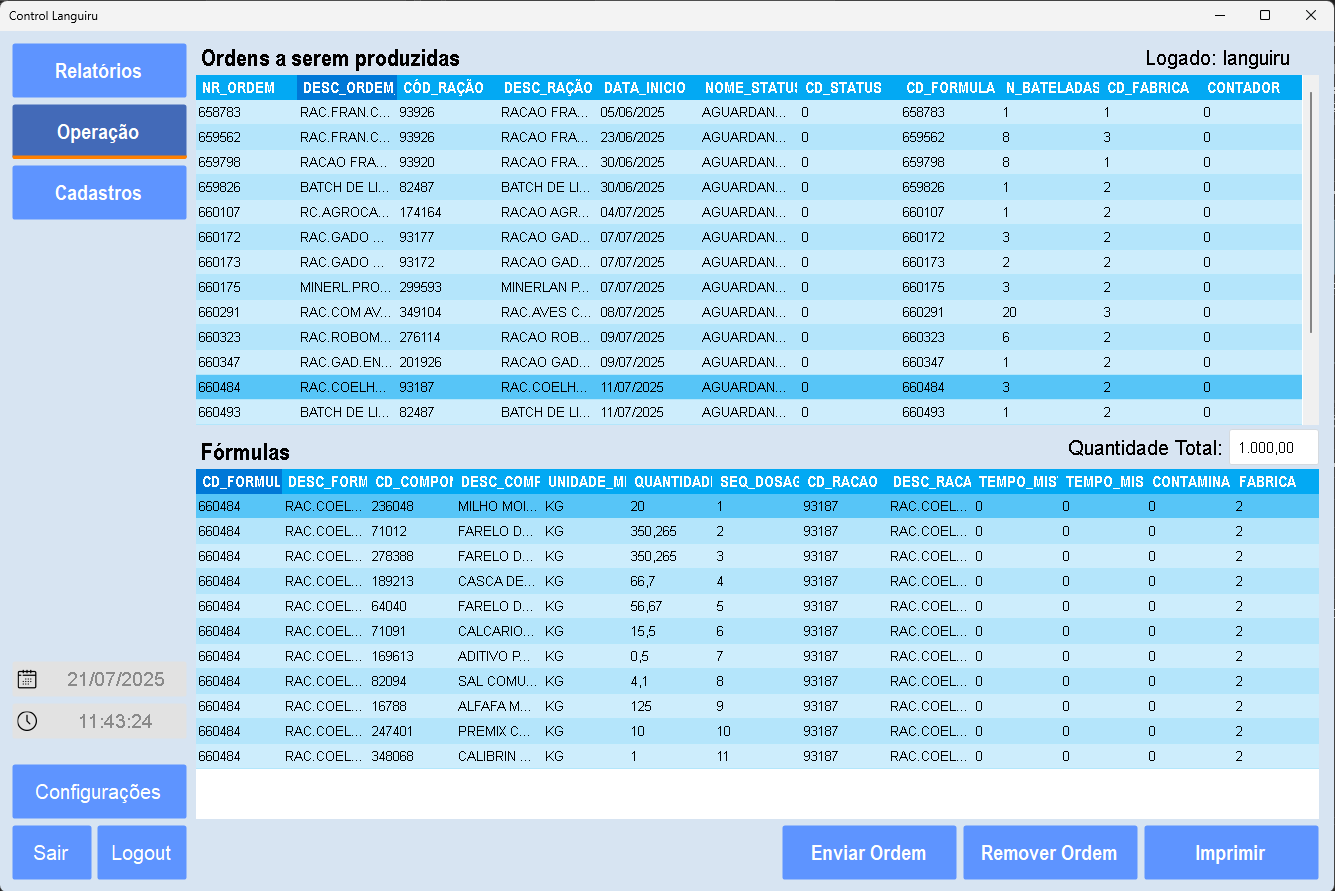 Control Languiru
Relatórios
Operação
Cadastros
21/07/2025
11:43:24
Configurações
Sair Logout
Ordens a serem produzidas Logado: languiru
NR_ORDEM DESC_ORDEM CÓD_RAÇÃO DESC_RAÇÃO DATA_INICIO NOME_STATUS CD_STATUS CD_FORMULA N_BATELADAS CD_FABRICA CONTADOR
658783 RAC.FRAN.C... 93926 RACAO FRA... 05/06/2025 AGUARDAN... 0 658783 1 1 0
659562 RAC.FRAN.C... 93926 RACAO FRA... 23/06/2025 AGUARDAN... 0 659562 8 3 0
659798 RACAO FRA... 93920 RACAO FRA... 30/06/2025 AGUARDAN... 0 659798 8 1 0
659826 BATCH DE LI... 82487 BATCH DE LI... 30/06/2025 AGUARDAN... 0 659826 1 2 0
660107 RC.AGROCA... 174164 RACAO AGR... 04/07/2025 AGUARDAN... 0 660107 1 2 0
660172 RAC.GADO ... 93177 RACAO GAD... 07/07/2025 AGUARDAN... 0 660172 3 2 0
660173 RAC.GADO ... 93172 RACAO GAD... 07/07/2025 AGUARDAN... 0 660173 2 2 0
660175 MINERL.PRO... 299593 MINERLAN P... 07/07/2025 AGUARDAN... 0 660175 3 2 0
660291 RAC.COM AV... 349104 RAC.AVES C... 08/07/2025 AGUARDAN... 0 660291 20 3 0
660323 RAC.ROBOM... 276114 RACAO ROB... 09/07/2025 AGUARDAN... 0 660323 6 2 0
660347 RAC.GAD.EN... 201926 RACAO GAD... 09/07/2025 AGUARDAN... 0 660347 1 2 0
660484 RAC.COELH... 93187 RAC.COELH... 11/07/2025 AGUARDAN... 0 660484 3 2 0
660493 BATCH DE LI... 82487 BATCH DE LI... 11/07/2025 AGUARDAN... 0 660493 1 2 0
Fórmulas Quantidade Total: 1.000,00
CD_FORMUL DESC_FORM CD_COMPON DESC_COMP UNIDADE_MI QUANTIDADI SEQ_DOSAG CD_RACAO DESC_RACA TEMPO_MIS TEMPO_MIS CONTAMINA FABRICA
660484 RAC.COEL... 236048 MILHO MOI... KG 20 1 93187 RAC.COEL... 0 0 0 2
660484 RAC.COEL... 71012 FARELO D... KG 350,265 2 93187 RAC.COEL... 0 0 0 2
660484 RAC.COEL... 278388 FARELO D... KG 350,265 3 93187 RAC.COEL... 0 0 0 2
660484 RAC.COEL... 189213 CASCA DE... KG 66,7 4 93187 RAC.COEL... 0 0 0 2
660484 RAC.COEL... 64040 FARELO D... KG 56,67 5 93187 RAC.COEL... 0 0 0 2
660484 RAC.COEL... 71091 CALCARIO... KG 15,5 6 93187 RAC.COEL... 0 0 0 2
660484 RAC.COEL... 169613 ADITIVO P... KG 0,5 7 93187 RAC.COEL... 0 0 0 2
660484 RAC.COEL... 82094 SAL COMU... KG 4,1 8 93187 RAC.COEL... 0 0 0 2
660484 RAC.COEL... 16788 ALFAFA M... KG 125 9 93187 RAC.COEL... 0 0 0 2
660484 RAC.COEL... 247401 PREMIX C... KG 10 10 93187 RAC.COEL... 0 0 0 2
660484 RAC.COEL... 348068 CALIBRIN ... KG 1 11 93187 RAC.COEL... 0 0 0 2
Enviar Ordem Remover Ordem Imprimir